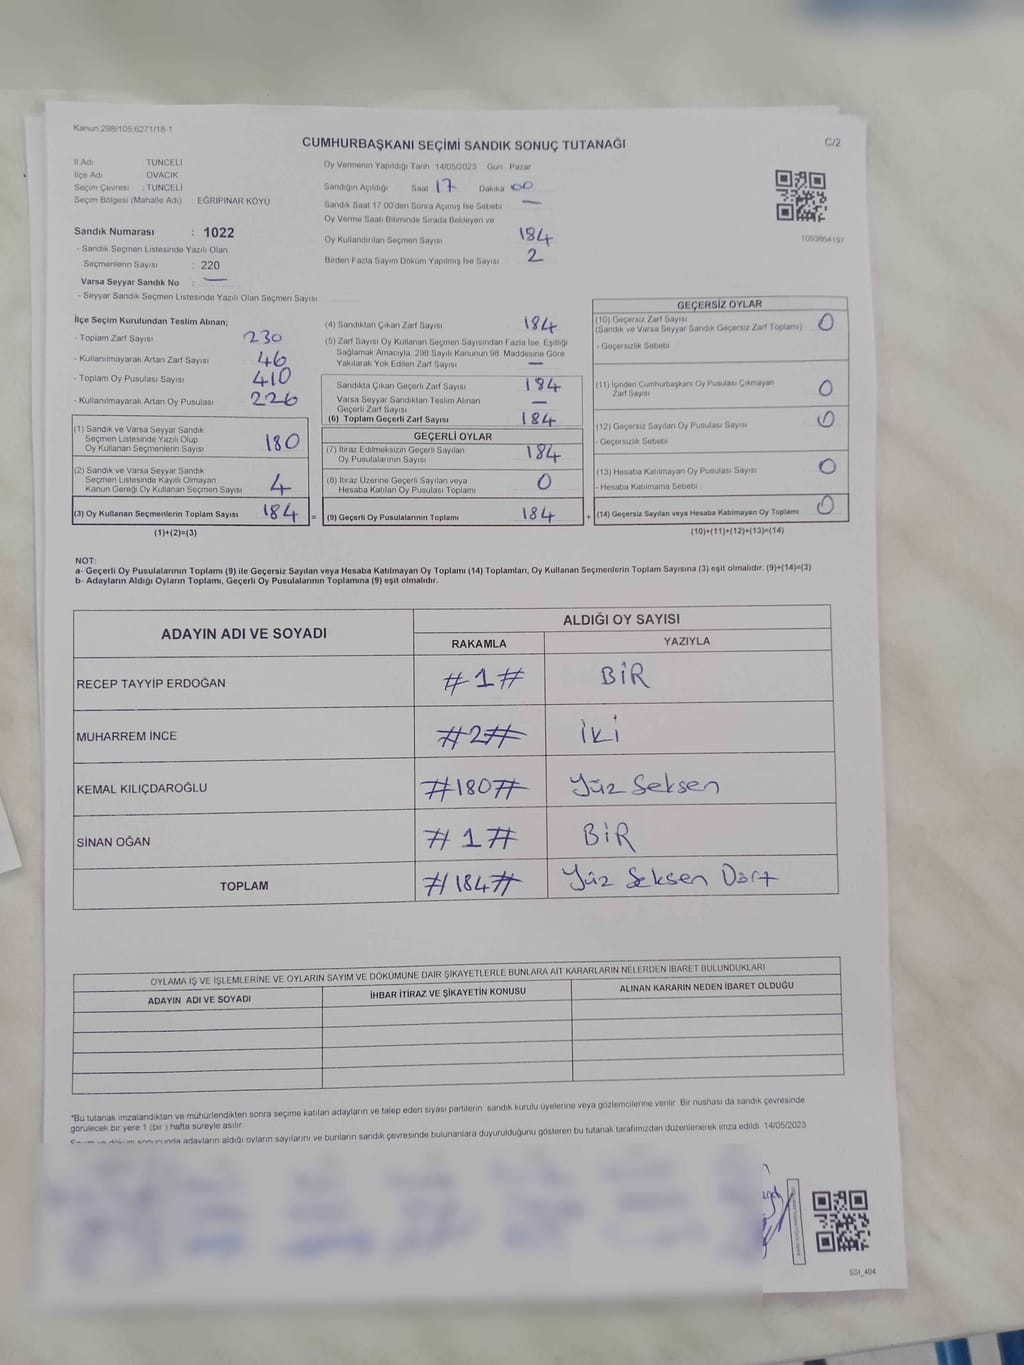 Kanun:298/105,6271/18-1
CUMHURBAŞKANI SEÇİMİ SANDIK SONUÇ TUTANAĞI
C/2
İl Adı : TUNCELİ
İlçe Adı : OVACIK
Seçim Çevresi : TUNCELİ
Seçim Bölgesi (Mahalle Adı) : EĞRİPINAR KÖYÜ
Oy Vermenin Yapıldığı Tarih :14/05/2023 Gün : Pazar
Sandığın Açıldığı Saat 17 Dakika 00
Sandık Saat 17:00'den Sonra Açımış İse Sebebi —
Oy Verme Saati Bitiminde Sırada Bekleyen ve
Oy Kullandırılan Seçmen Sayısı 184
Birden Fazla Sayım Döküm Yapılmış İse Sayısı 2
1093864197
Sandık Numarası : 1022
- Sandık Seçmen Listesinde Yazılı Olan
Seçmenlerin Sayısı : 220
Varsa Seyyar Sandık No : —
- Seyyar Sandık Seçmen Listesinde Yazılı Olan Seçmen Sayısı:
İlçe Seçim Kurulundan Teslim Alınan;
- Toplam Zarf Sayısı 230
- Kullanılmayarak Artan Zarf Sayısı 46
- Toplam Oy Pusulası Sayısı 410
- Kullanılmayarak Artan Oy Pusulası 226
(1) Sandık ve Varsa Seyyar Sandık
Seçmen Listesinde Yazılı Olup
Oy Kullanan Seçmenlerin Sayısı 180
(2) Sandık ve Varsa Seyyar Sandık
Seçmen Listesinde Kayıtlı Olmayan
Kanun Gereği Oy Kullanan Seçmen Sayısı 4
(3) Oy Kullanan Seçmenlerin Toplam Sayısı 184
(1)+(2)=(3)
(4) Sandıktan Çıkan Zarf Sayısı 184
(5) Zarf Sayısı Oy Kullanan Seçmen Sayısından Fazla İse, Eşitliği
Sağlamak Amacıyla, 298 Sayılı Kanunun 98. Maddesine Göre
Yakılarak Yok Edilen Zarf Sayısı —
Sandıkta Çıkan Geçerli Zarf Sayısı 184
Varsa Seyyar Sandıktan Teslim Alınan
Geçerli Zarf Sayısı —
(6) Toplam Geçerli Zarf Sayısı 184
GEÇERLİ OYLAR
(7) İtiraz Edilmeksizin Geçerli Sayılan
Oy Pusulalarının Sayısı 184
(8) İtiraz Üzerine Geçerli Sayılan veya
Hesaba Katılan Oy Pusulası Toplamı 0
= (9) Geçerli Oy Pusulalarının Toplamı 184
GEÇERSİZ OYLAR
(10) Geçersiz Zarf Sayısı 0
(Sandık ve Varsa Seyyar Sandık Geçersiz Zarf Toplamı)
- Geçersizlik Sebebi :
(11) İçinden Cumhurbaşkanı Oy Pusulası Çıkmayan
Zarf Sayısı 0
(12) Geçersiz Sayılan Oy Pusulası Sayısı 0
- Geçersizlik Sebebi
(13) Hesaba Katılmayan Oy Pusulası Sayısı 0
- Hesaba Katılmama Sebebi :
+ (14) Geçersiz Sayılan veya Hesaba Katılmayan Oy Toplamı 0
(10)+(11)+(12)+(13)=(14)
NOT:
a- Geçerli Oy Pusulalarının Toplamı (9) ile Geçersiz Sayılan veya Hesaba Katılmayan Oy Toplamı (14) Toplamları, Oy Kullanan Seçmenlerin Toplam Sayısına (3) eşit olmalıdır. (9)+(14)=(3)
b- Adayların Aldığı Oyların Toplamı, Geçerli Oy Pusulalarının Toplamına (9) eşit olmalıdır.
ADAYIN ADI VE SOYADI
ALDIĞI OY SAYISI
RAKAMLA YAZIYLA
RECEP TAYYİP ERDOĞAN #1# BİR
MUHARREM İNCE #2# İKİ
KEMAL KILIÇDAROĞLU #180# Yüz Seksen
SİNAN OĞAN #1# BİR
TOPLAM #184# Yüz Seksen Dört
OYLAMA İŞ VE İŞLEMLERİNE VE OYLARIN SAYIM VE DÖKÜMÜNE DAİR ŞİKAYETLERLE BUNLARA AİT KARARLARIN NELERDEN İBARET BULUNDUKLARI
ADAYIN ADI VE SOYADI İHBAR İTİRAZ VE ŞİKAYETİN KONUSU ALINAN KARARIN NEDEN İBARET OLDUĞU
*Bu tutanak imzalandıktan ve mühürlendikten sonra seçime katılan adayların ve talep eden siyasi partilerin sandık kurulu üyelerine veya gözlemcilerine verilir. Bir nüshası da sandık çevresinde
görülecek bir yere 1 (bir ) hafta süreyle asılır.
adayların aldığı oyların sayılarını ve bunların sandık çevresinde bulunanlara duyurulduğunu gösteren bu tutanak tarafımızdan düzenlenerek imza edildi. 14/05/2023
SSI_404